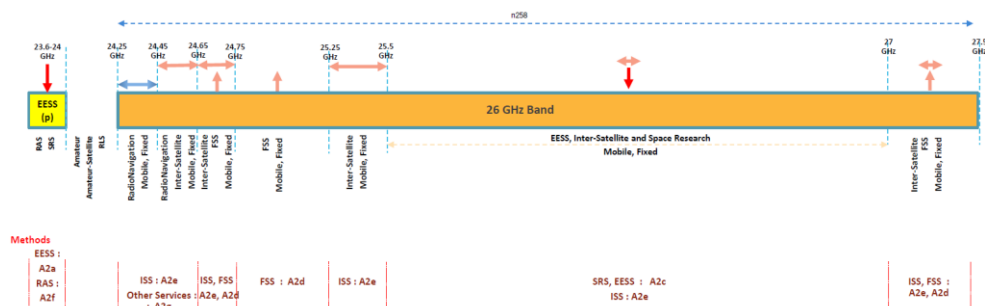 n258
23.6-24
GHz
24,25
GHz
24,45
GHz
24,65
GHz
24,75
GHz
25,25
GHz
25,5
GHz
27
GHz
GHz
EESS
(p)
26 GHz Band
RAS
SRS
Amateur
Amateur-Satellite
RLS
RadioNavigation
Mobile, Fixed
RadioNavigation
Inter-Satellite
Mobile, Fixed
Inter-Satellite
FSS
Mobile, Fixed
FSS
Mobile, Fixed
Inter-Satellite
Mobile, Fixed
EESS, Inter-Satellite and Space Research
Mobile, Fixed
Inter-Satellite
FSS
Mobile, Fixed
Methods
EESS :
A2a
RAS :
A2f
ISS : A2e
Other Services :
ISS, FSS
: A2e, A2d
FSS : A2d
ISS : A2e
SRS, EESS : A2c
ISS : A2e
ISS, FSS :
A2e, A2d